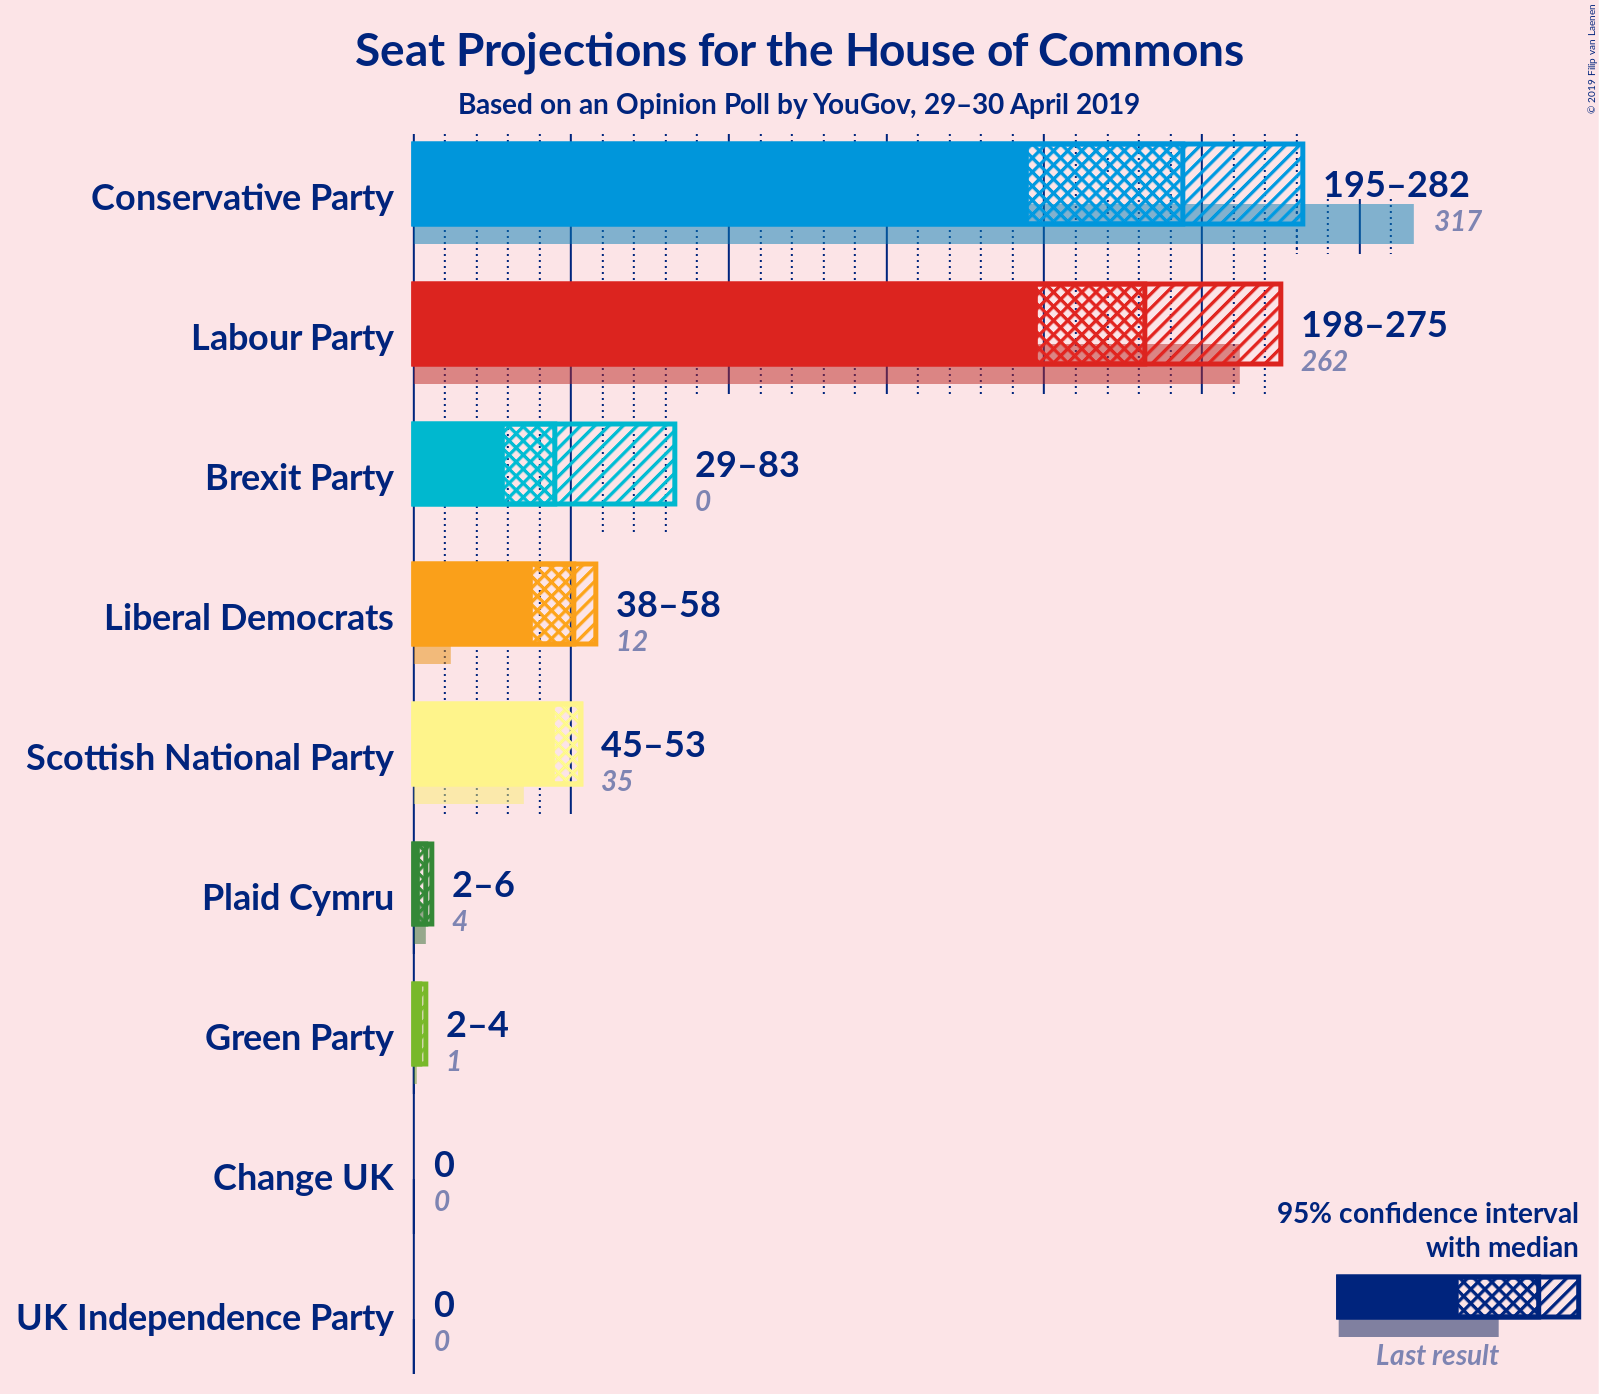 © 2019 Filip van Laenen
Seat Projections for the House of Commons
Based on an Opinion Poll by YouGov, 29–30 April 2019
Conservative Party
195–282
317
Labour Party
198–275
262
Brexit Party
29–83
0
Liberal Democrats
38–58
12
Scottish National Party
45–53
35
Plaid Cymru
2–6
4
Green Party
2–4
1
Change UK
0
0
UK Independence Party
0
0
95% confidence interval
with median
Last result